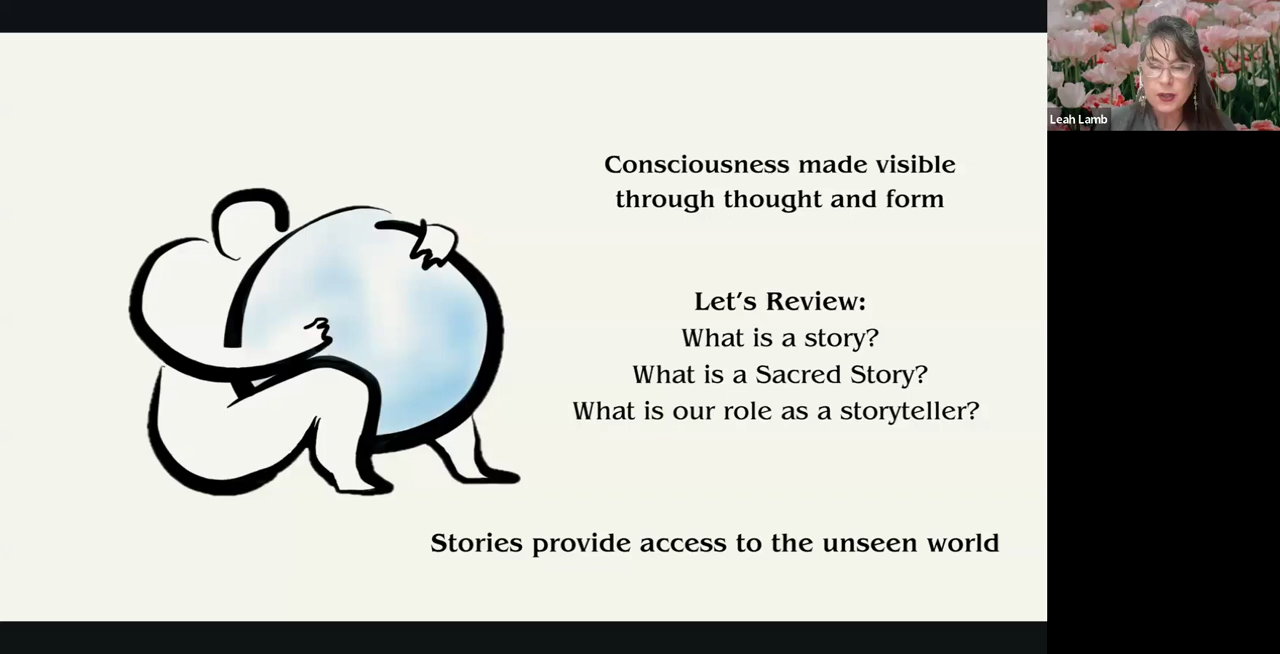 Consciousness made visible
through thought and form
Let's Review:
What is a story?
What is a Sacred Story?
What is our role as a storyteller?
Stories provide access to the unseen world
Leah Lamb